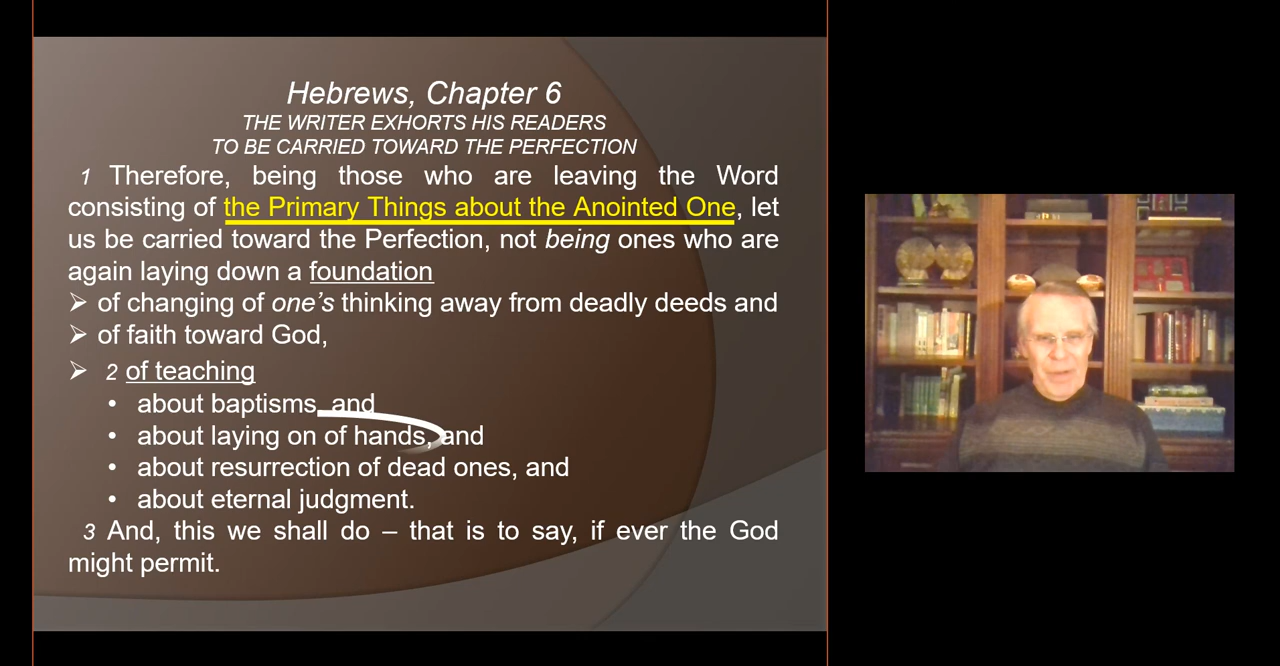 Hebrews, Chapter 6
THE WRITER EXHORTS HIS READERS
TO BE CARRIED TOWARD THE PERFECTION
1 Therefore, being those who are leaving the Word
consisting of the Primary Things about the Anointed One, let
us be carried toward the Perfection, not being ones who are
again laying down a foundation
➢ of changing of one’s thinking away from deadly deeds and
➢ of faith toward God,
➢ 2 of teaching
• about baptisms, and
• about laying on of hands, and
• about resurrection of dead ones, and
• about eternal judgment.
3 And, this we shall do – that is to say, if ever the God
might permit.